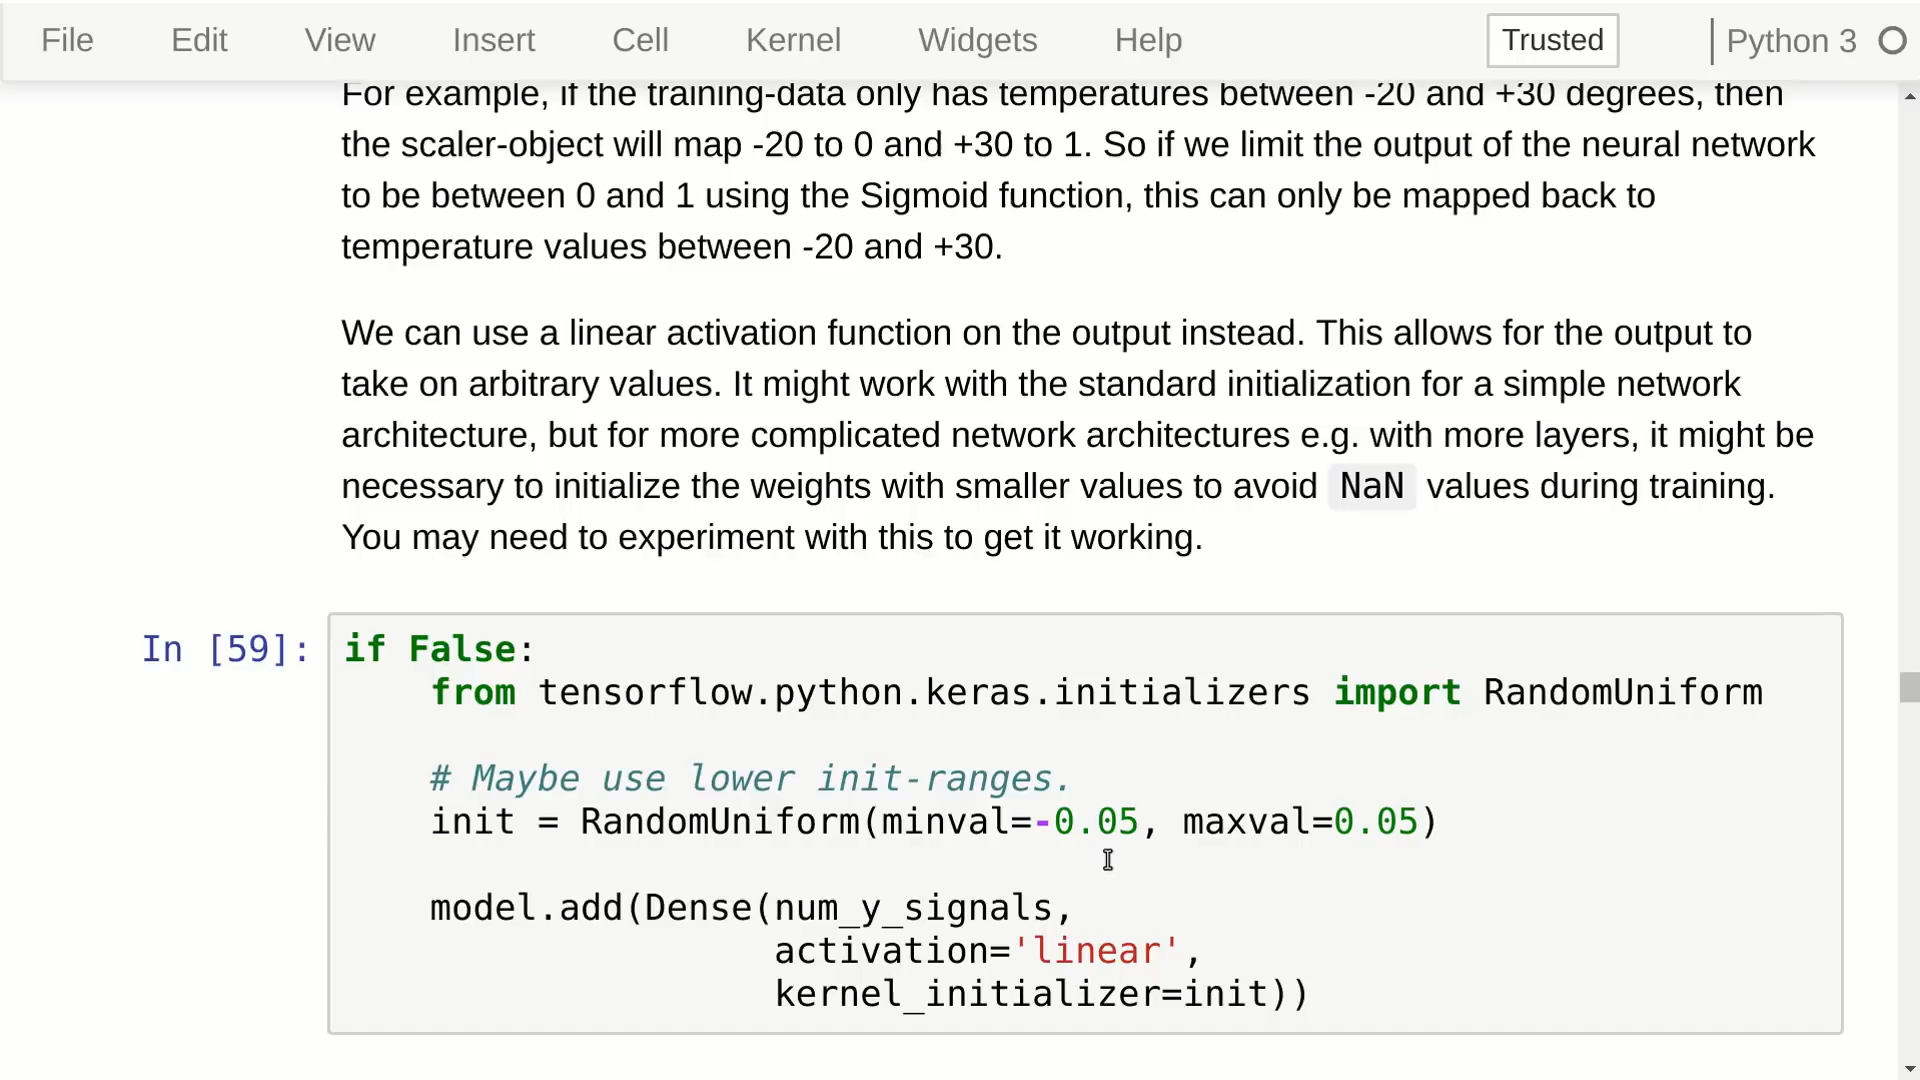 File Edit View Insert Cell Kernel Widgets Help Trusted Python 3
For example, if the training-data only has temperatures between -20 and +30 degrees, then
the scaler-object will map -20 to 0 and +30 to 1. So if we limit the output of the neural network
to be between 0 and 1 using the Sigmoid function, this can only be mapped back to
temperature values between -20 and +30.
We can use a linear activation function on the output instead. This allows for the output to
take on arbitrary values. It might work with the standard initialization for a simple network
architecture, but for more complicated network architectures e.g. with more layers, it might be
necessary to initialize the weights with smaller values to avoid NaN values during training.
You may need to experiment with this to get it working.
In [59]: if False:
    from tensorflow.python.keras.initializers import RandomUniform
    # Maybe use lower init-ranges.
    init = RandomUniform(minval=-0.05, maxval=0.05)
    model.add(Dense(num_y_signals,
                    activation='linear',
                    kernel_initializer=init))